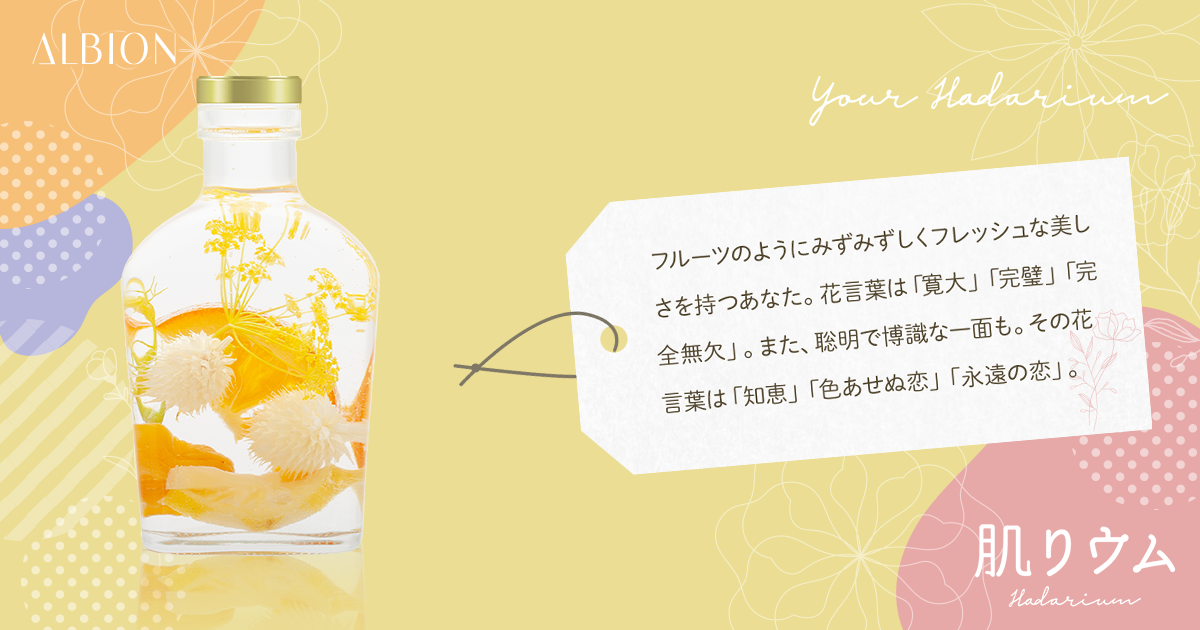 ALBION
Your Hadarium
フルーツのようにみずみずしくフレッシュな美し
さを持つあなた。花言葉は「寛大」「完璧」「完
全無欠」。また、聡明で博識な一面も。その花
言葉は「知恵」「色あせぬ恋」「永遠の恋」。
肌りウム
Hadarium